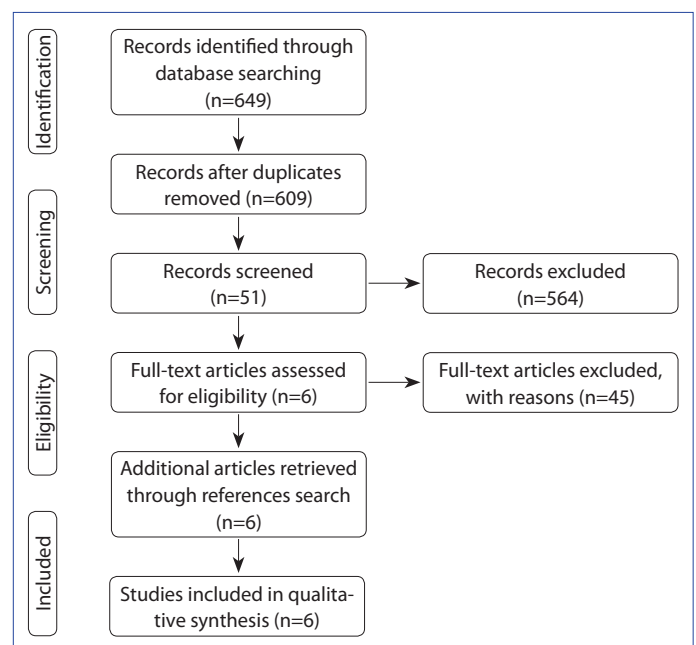 Identification
Records identified through
database searching
(n=649)
Records after duplicates
removed (n=609)
Screening
Records screened
(n=51)
Records excluded
(n=564)
Eligibility
Full-text articles assessed
for eligibility (n=6)
Full-text articles excluded,
with reasons (n=45)
Additional articles retrieved
through references search
(n=6)
Included
Studies included in qualita-
tive synthesis (n=6)